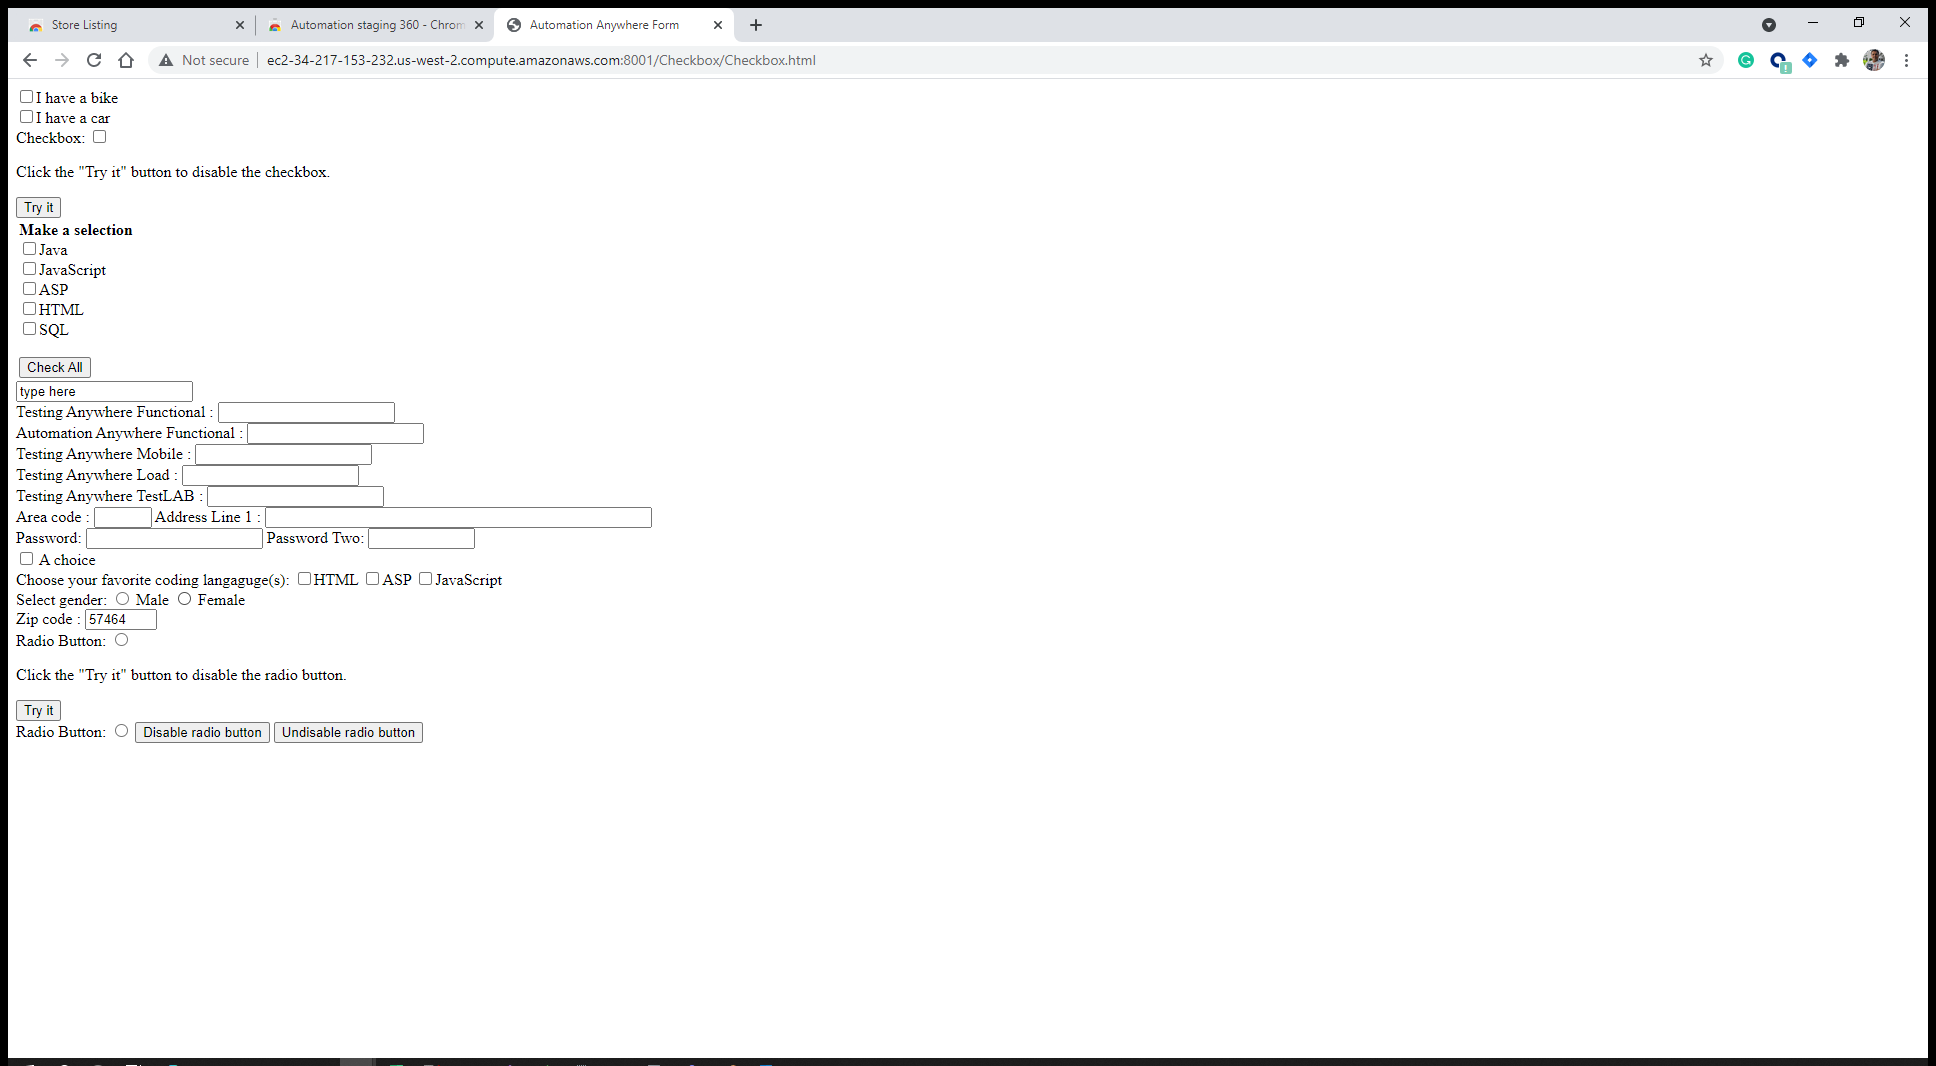 Store Listing
Automation staging 360 - Chrom
Automation Anywhere Form
Not secure
ec2-34-217-153-232.us-west-2.compute.amazonaws.com:8001/Checkbox/Checkbox.html
I have a bike
I have a car
Checkbox:
Click the "Try it" button to disable the checkbox.
Try it
Make a selection
Java
JavaScript
ASP
HTML
SQL
Check All
type here
Testing Anywhere Functional :
Automation Anywhere Functional :
Testing Anywhere Mobile :
Testing Anywhere Load :
Testing Anywhere TestLAB :
Area code : Address Line 1 :
Password: Password Two:
A choice
Choose your favorite coding langaguge(s): HTML ASP JavaScript
Select gender: Male Female
Zip code : 57464
Radio Button:
Click the "Try it" button to disable the radio button.
Try it
Radio Button: Disable radio button Undisable radio button